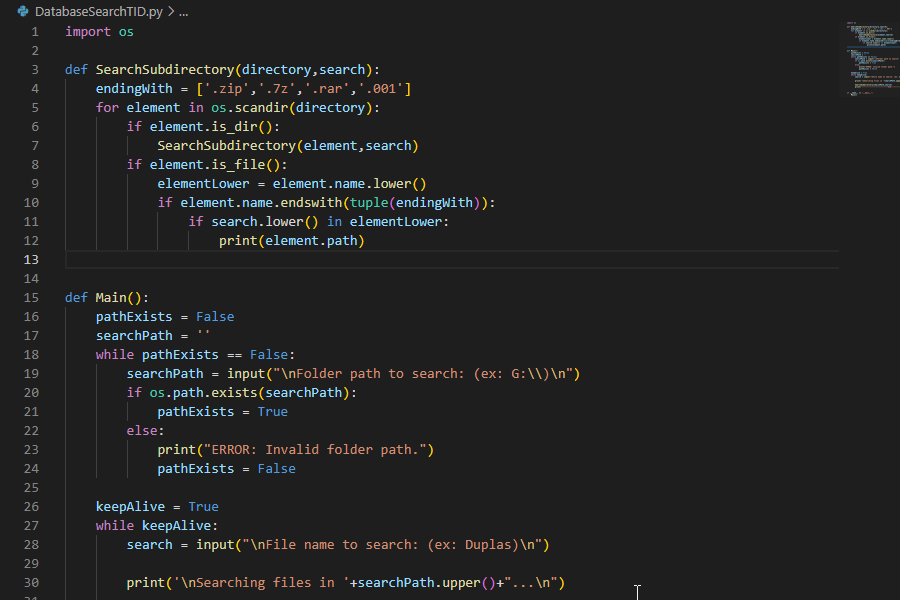 DatabaseSearchTID.py > ...
1 import os
2
3 def SearchSubdirectory(directory,search):
4     endingWith = ['.zip','.7z','.rar','.001']
5     for element in os.scandir(directory):
6         if element.is_dir():
7             SearchSubdirectory(element,search)
8         if element.is_file():
9             elementLower = element.name.lower()
10             if element.name.endswith(tuple(endingWith)):
11                 if search.lower() in elementLower:
12                     print(element.path)
13
14
15 def Main():
16     pathExists = False
17     searchPath = ''
18     while pathExists == False:
19         searchPath = input("\nFolder path to search: (ex: G:\\)\n")
20         if os.path.exists(searchPath):
21             pathExists = True
22         else:
23             print("ERROR: Invalid folder path.")
24             pathExists = False
25
26     keepAlive = True
27     while keepAlive:
28         search = input("\nFile name to search: (ex: Duplas)\n")
29
30         print('\nSearching files in '+searchPath.upper()+"...\n")